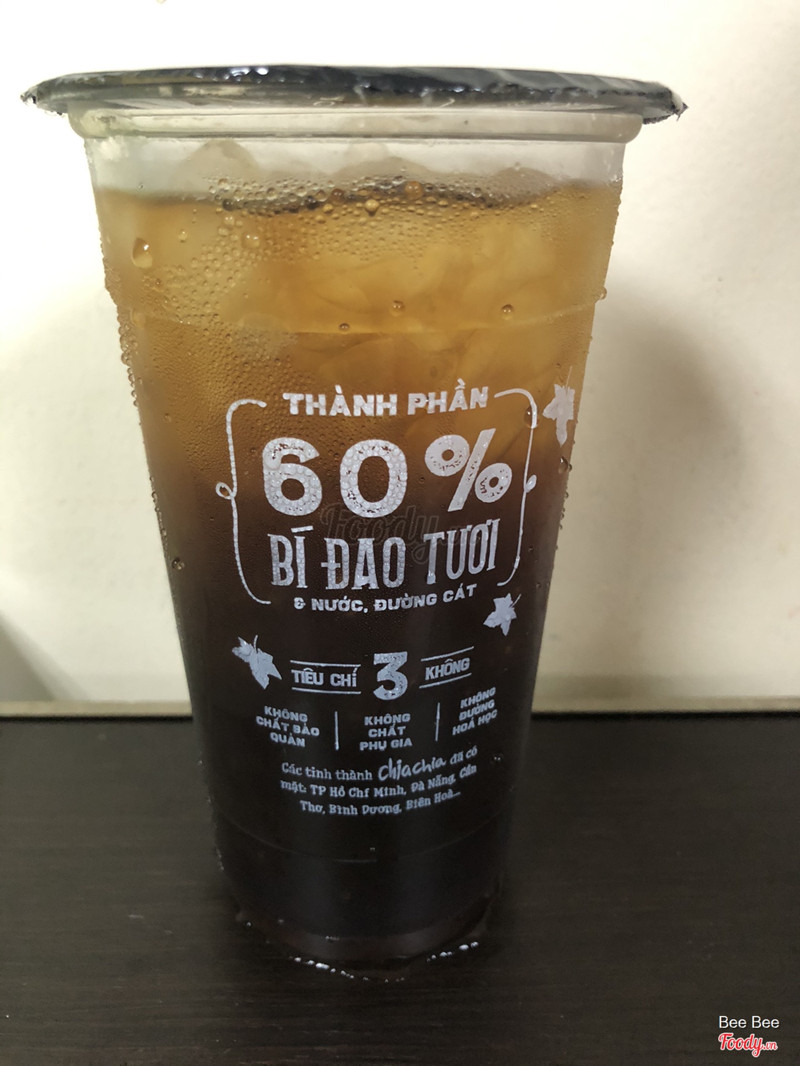 THÀNH PHẦN
60%
BÍ ĐAO TƯƠI
& NƯỚC, ĐƯỜNG CÁT
TIÊU CHÍ 3 KHÔNG
KHÔNG
CHẤT BẢO
QUẢN
KHÔNG
CHẤT
PHỤ GIA
KHÔNG
ĐƯỜNG
HOÁ HỌC
Các tỉnh thành chiachia đã có
mặt: TP Hồ Chí Minh, Đà Nẵng, Cần
Thơ, Bình Dương, Biên Hoà...
Foody
Bee Bee
Foody.vn